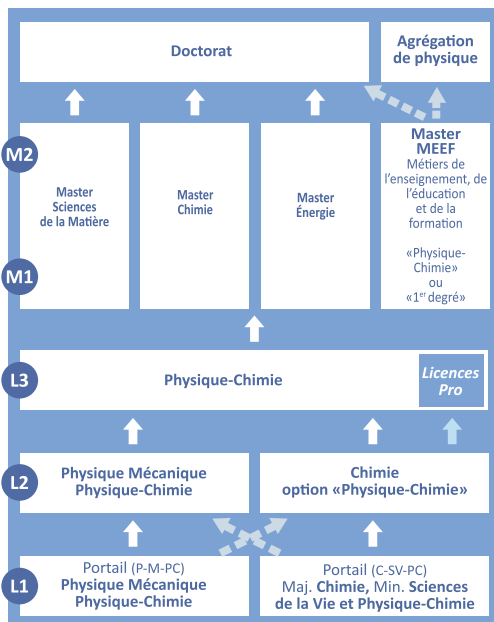 Doctorat
Agrégation
de physique
M2
Master
Sciences
de la Matière
Master
Chimie
Master
Énergie
Master
MEEF
Métiers de
l’enseignement, de
l’éducation
et de la
formation
«Physique-
Chimie»
ou
«1er degré»
M1
L3
Physique-Chimie
Licences
Pro
L2
Physique Mécanique
Physique-Chimie
Chimie
option «Physique-Chimie»
L1
Portail (P-M-PC)
Physique Mécanique
Physique-Chimie
Portail (C-SV-PC)
Maj. Chimie, Min. Sciences
de la Vie et Physique-Chimie